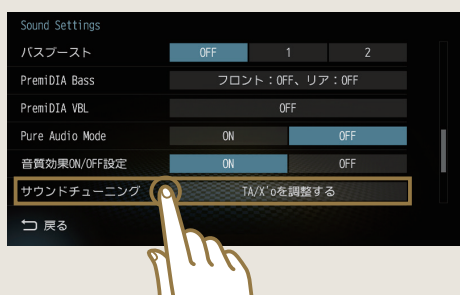 Sound Settings
バスブースト OFF 1 2
PremiDIA Bass フロント：OFF、リア：OFF
PremiDIA VBL OFF
Pure Audio Mode ON OFF
音質効果ON/OFF設定 ON OFF
サウンドチューニング TA/X'oを調整する
戻る